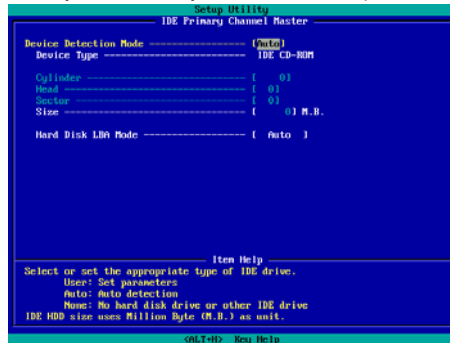 Setup Utility
IDE Primary Channel Master
Device Detection Mode ---------------- [Auto]
Device Type ------------------------ IDE CD-ROM
Cylinder --------------------------- [ 0]
Head ------------------------------- [ 0]
Sector ----------------------------- [ 0]
Size ------------------------------- [ 0] M.B.
Hard Disk LBA Mode ----------------- [ Auto ]
Item Help
Select or set the appropriate type of IDE drive.
User: Set parameters
Auto: Auto detection
None: No hard disk drive or other IDE drive
IDE HDD size uses Million Byte (M.B.) as unit.
<ALT+H> Key Help